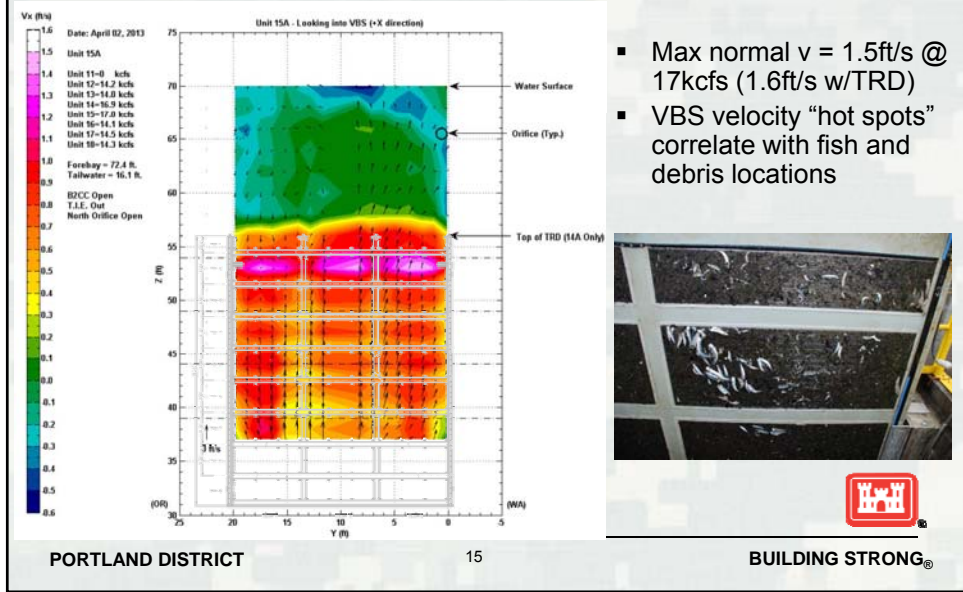 Vx (ft/s)
1.6
1.5
1.4
1.3
1.2
1.1
1.0
0.9
0.8
0.7
0.6
0.5
0.4
0.3
0.2
0.1
0.0
0.1
0.2
0.3
0.4
0.5
0.6
Date: April 02, 2013
Unit 15A
Unit 11=0 kcfs
Unit 12=14.2 kcfs
Unit 13=14.8 kcfs
Unit 14=16.9 kcfs
Unit 15=17.0 kcfs
Unit 16=14.1 kcfs
Unit 17=14.5 kcfs
Unit 18=14.3 kcfs
Forebay = 72.4 ft.
Tailwater = 16.1 ft.
B2CC Open
T.I.E. Out
North Orifice Open
Unit 15A - Looking into VBS (+X direction)
75
70
65
60
55
50
45
40
35
30
Z (ft)
Water Surface
Orifice (Typ.)
Top of TRD (14A Only)
3 ft/s
(OR)
(WA)
25 20 15 10 5 0 -5
Y (ft)
▪ Max normal v = 1.5ft/s @
17kcfs (1.6ft/s w/TRD)
▪ VBS velocity “hot spots”
correlate with fish and
debris locations
PORTLAND DISTRICT
15
BUILDING STRONG®